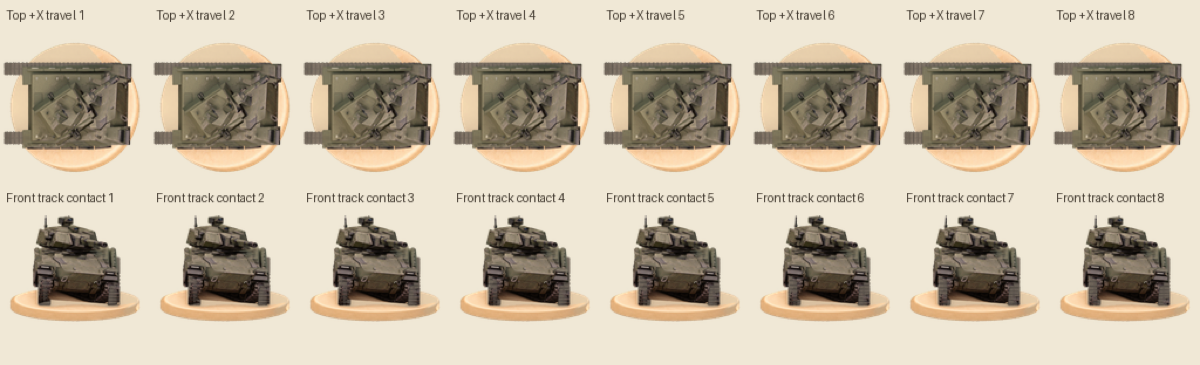 Top +X travel 1
Top +X travel 2
Top +X travel 3
Top +X travel 4
Top +X travel 5
Top +X travel 6
Top +X travel 7
Top +X travel 8
Front track contact 1
Front track contact 2
Front track contact 3
Front track contact 4
Front track contact 5
Front track contact 6
Front track contact 7
Front track contact 8